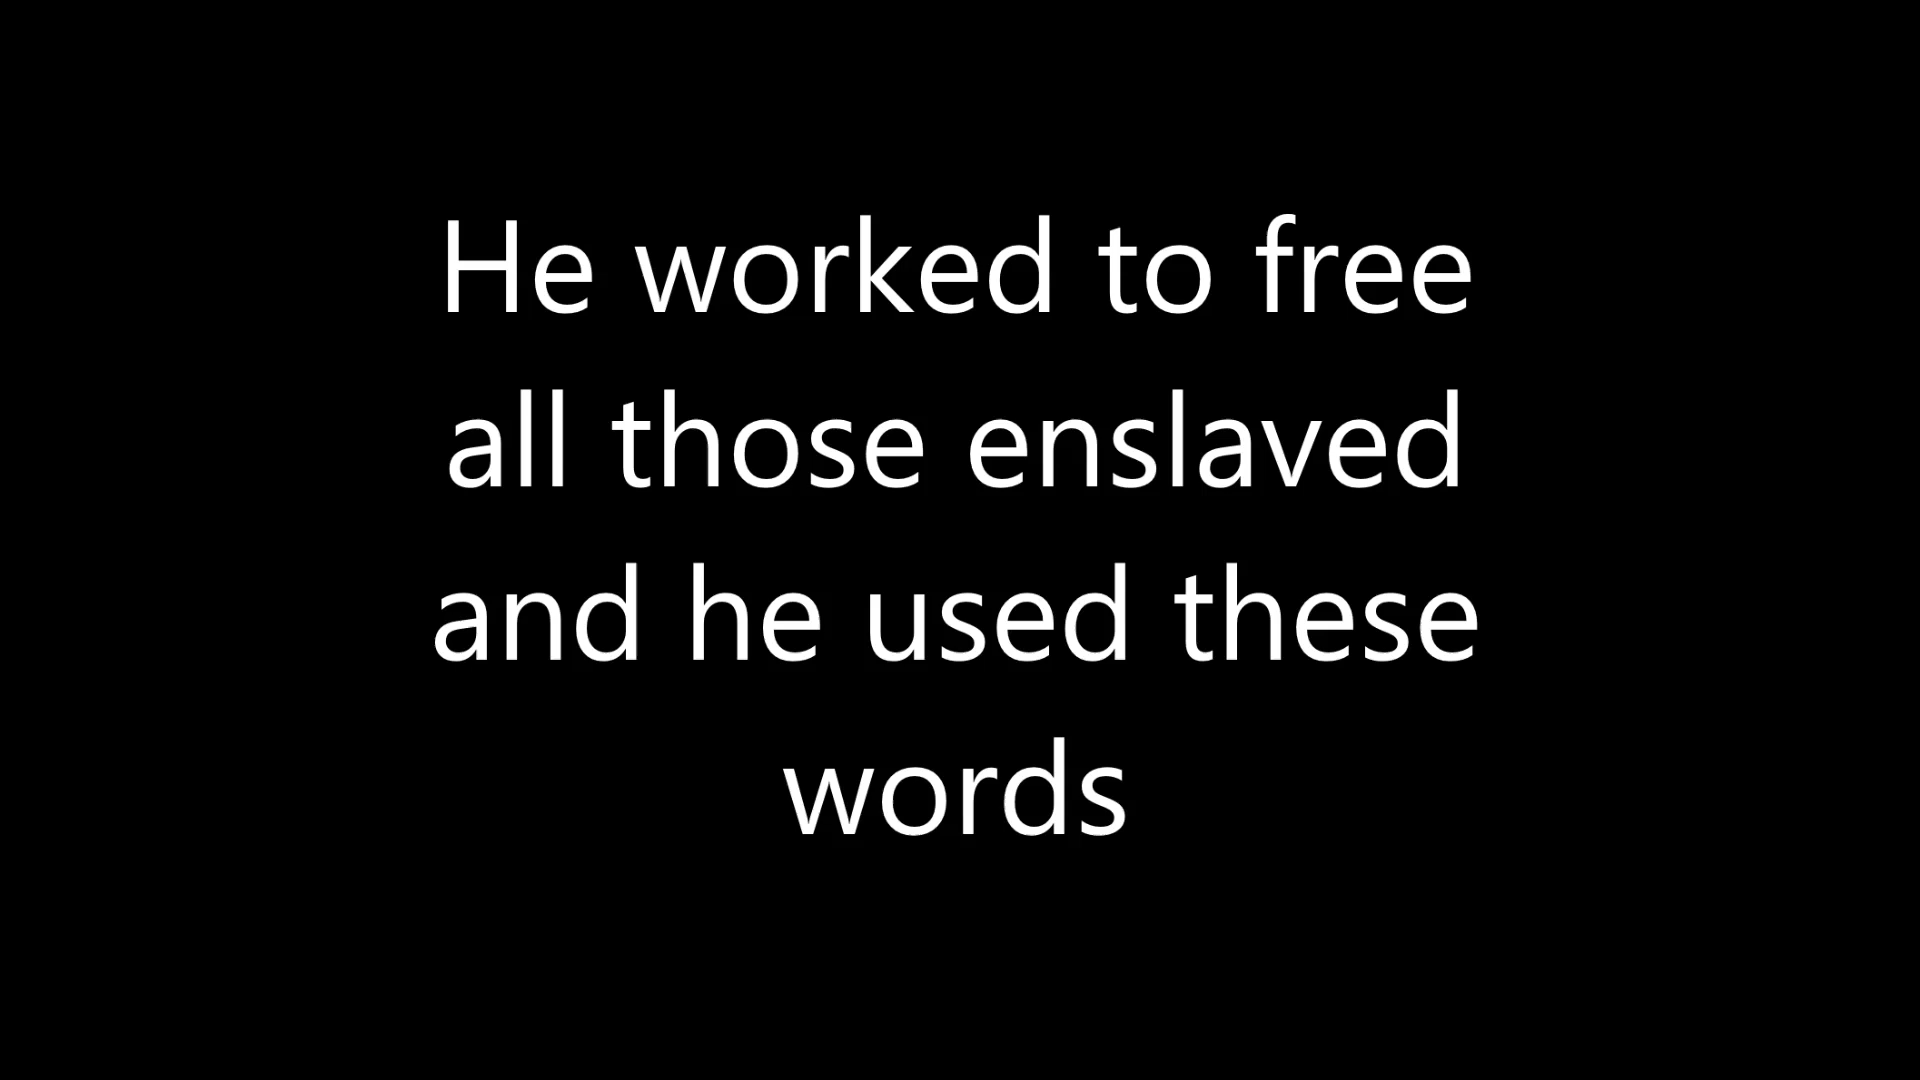 He worked to free
all those enslaved
and he used these
words